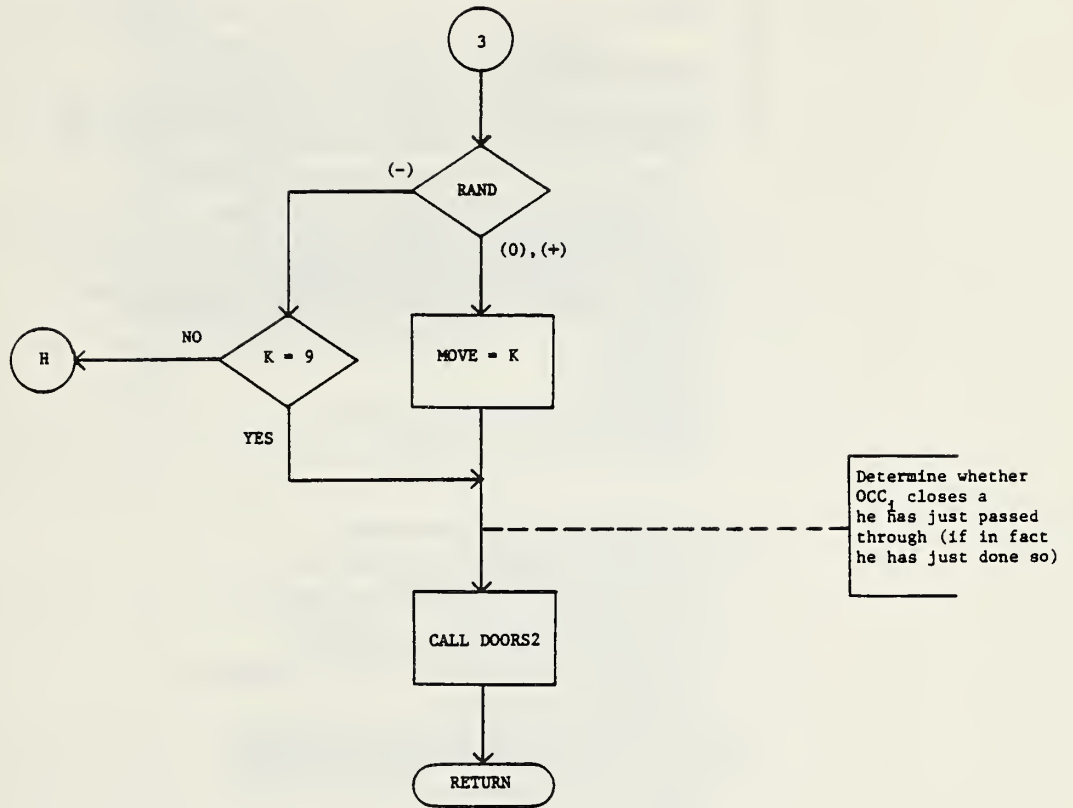 3
(-)
RAND
(0),(+)
NO
H
K = 9
MOVE = K
YES
Determine whether
OCCi closes a
he has just passed
through (if in fact
he has just done so)
CALL DOORS2
RETURN